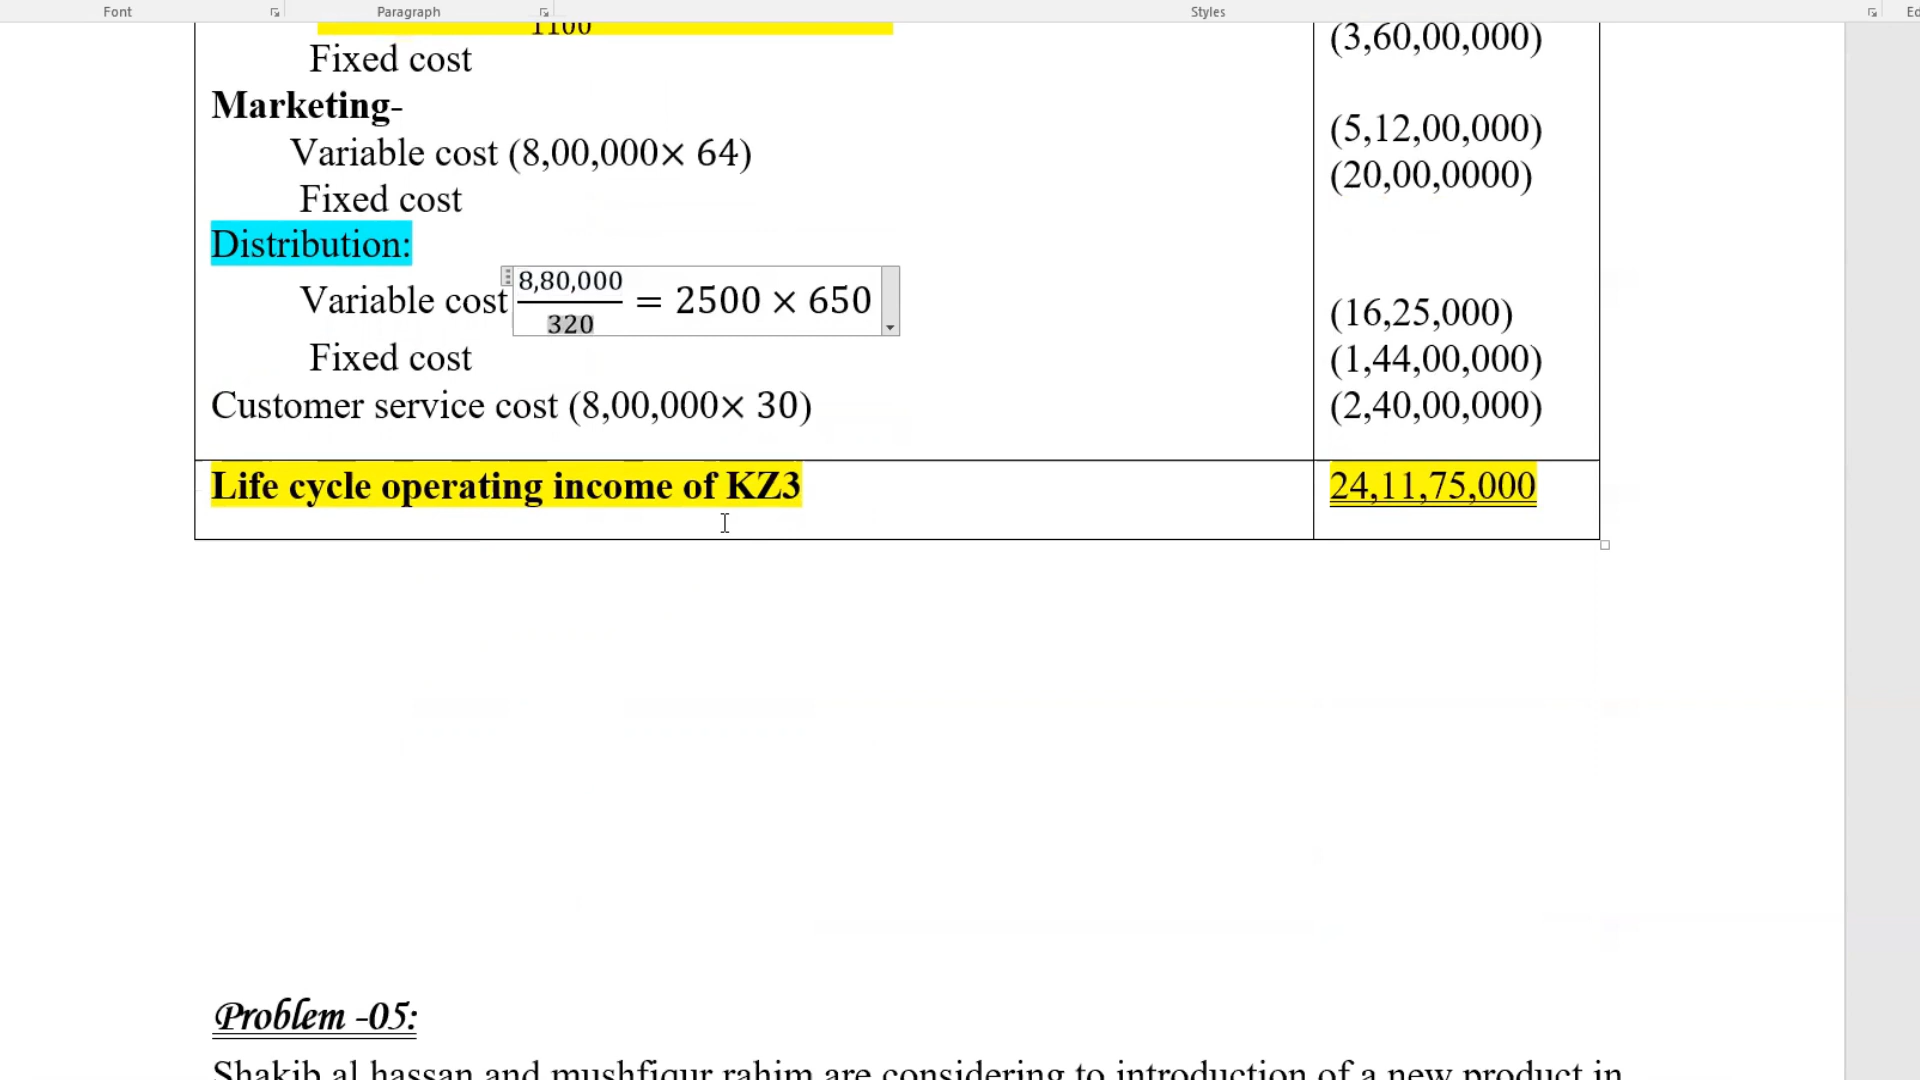 Font Paragraph Styles Ed
1100
Fixed cost (3,60,00,000)
Marketing-
Variable cost (8,00,000× 64) (5,12,00,000)
Fixed cost (20,00,0000)
Distribution:
Variable cost 8,80,000/320 = 2500 × 650 (16,25,000)
Fixed cost (1,44,00,000)
Customer service cost (8,00,000× 30) (2,40,00,000)
Life cycle operating income of KZ3 24,11,75,000
Problem -05:
Shakib al hassan and mushfiqur rahim are considering to introduction of a new product in